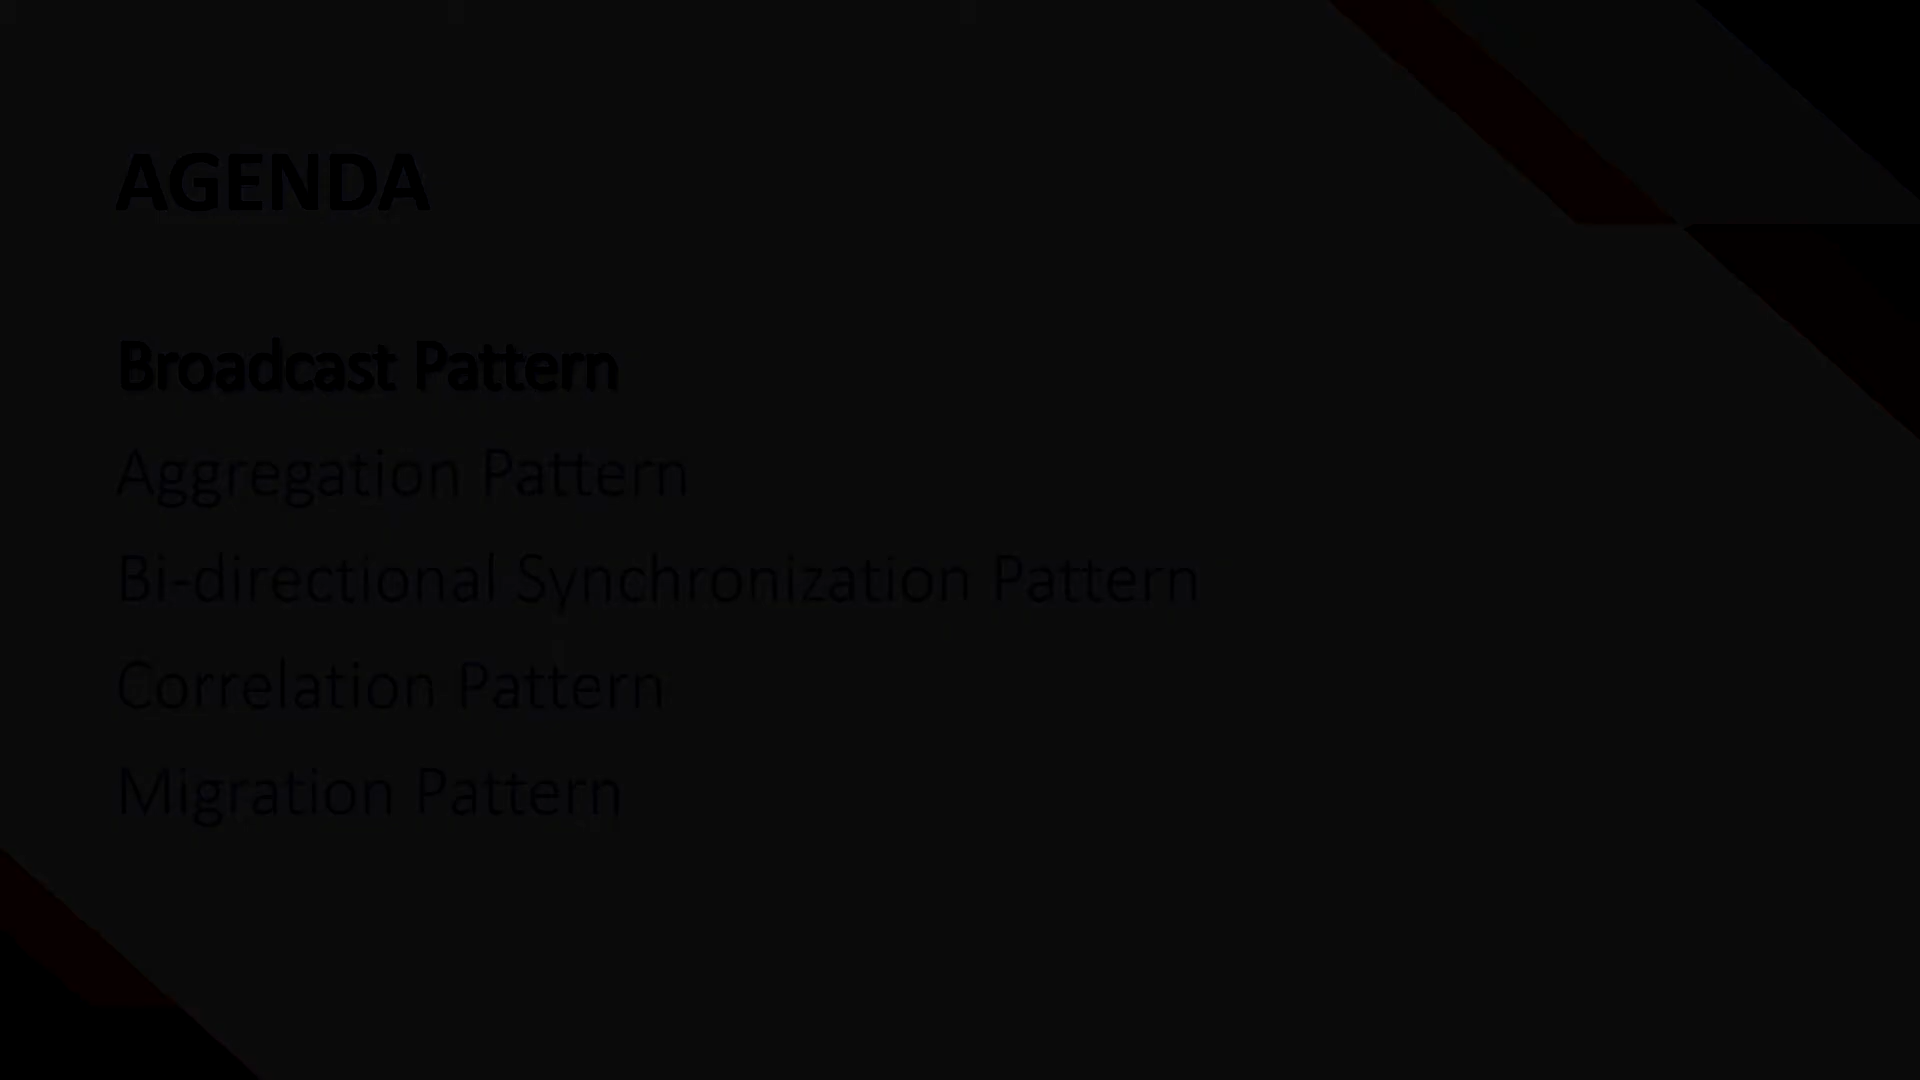 AGENDA
Broadcast Pattern
Aggregation Pattern
Bi-directional Synchronization Pattern
Correlation Pattern
Migration Pattern